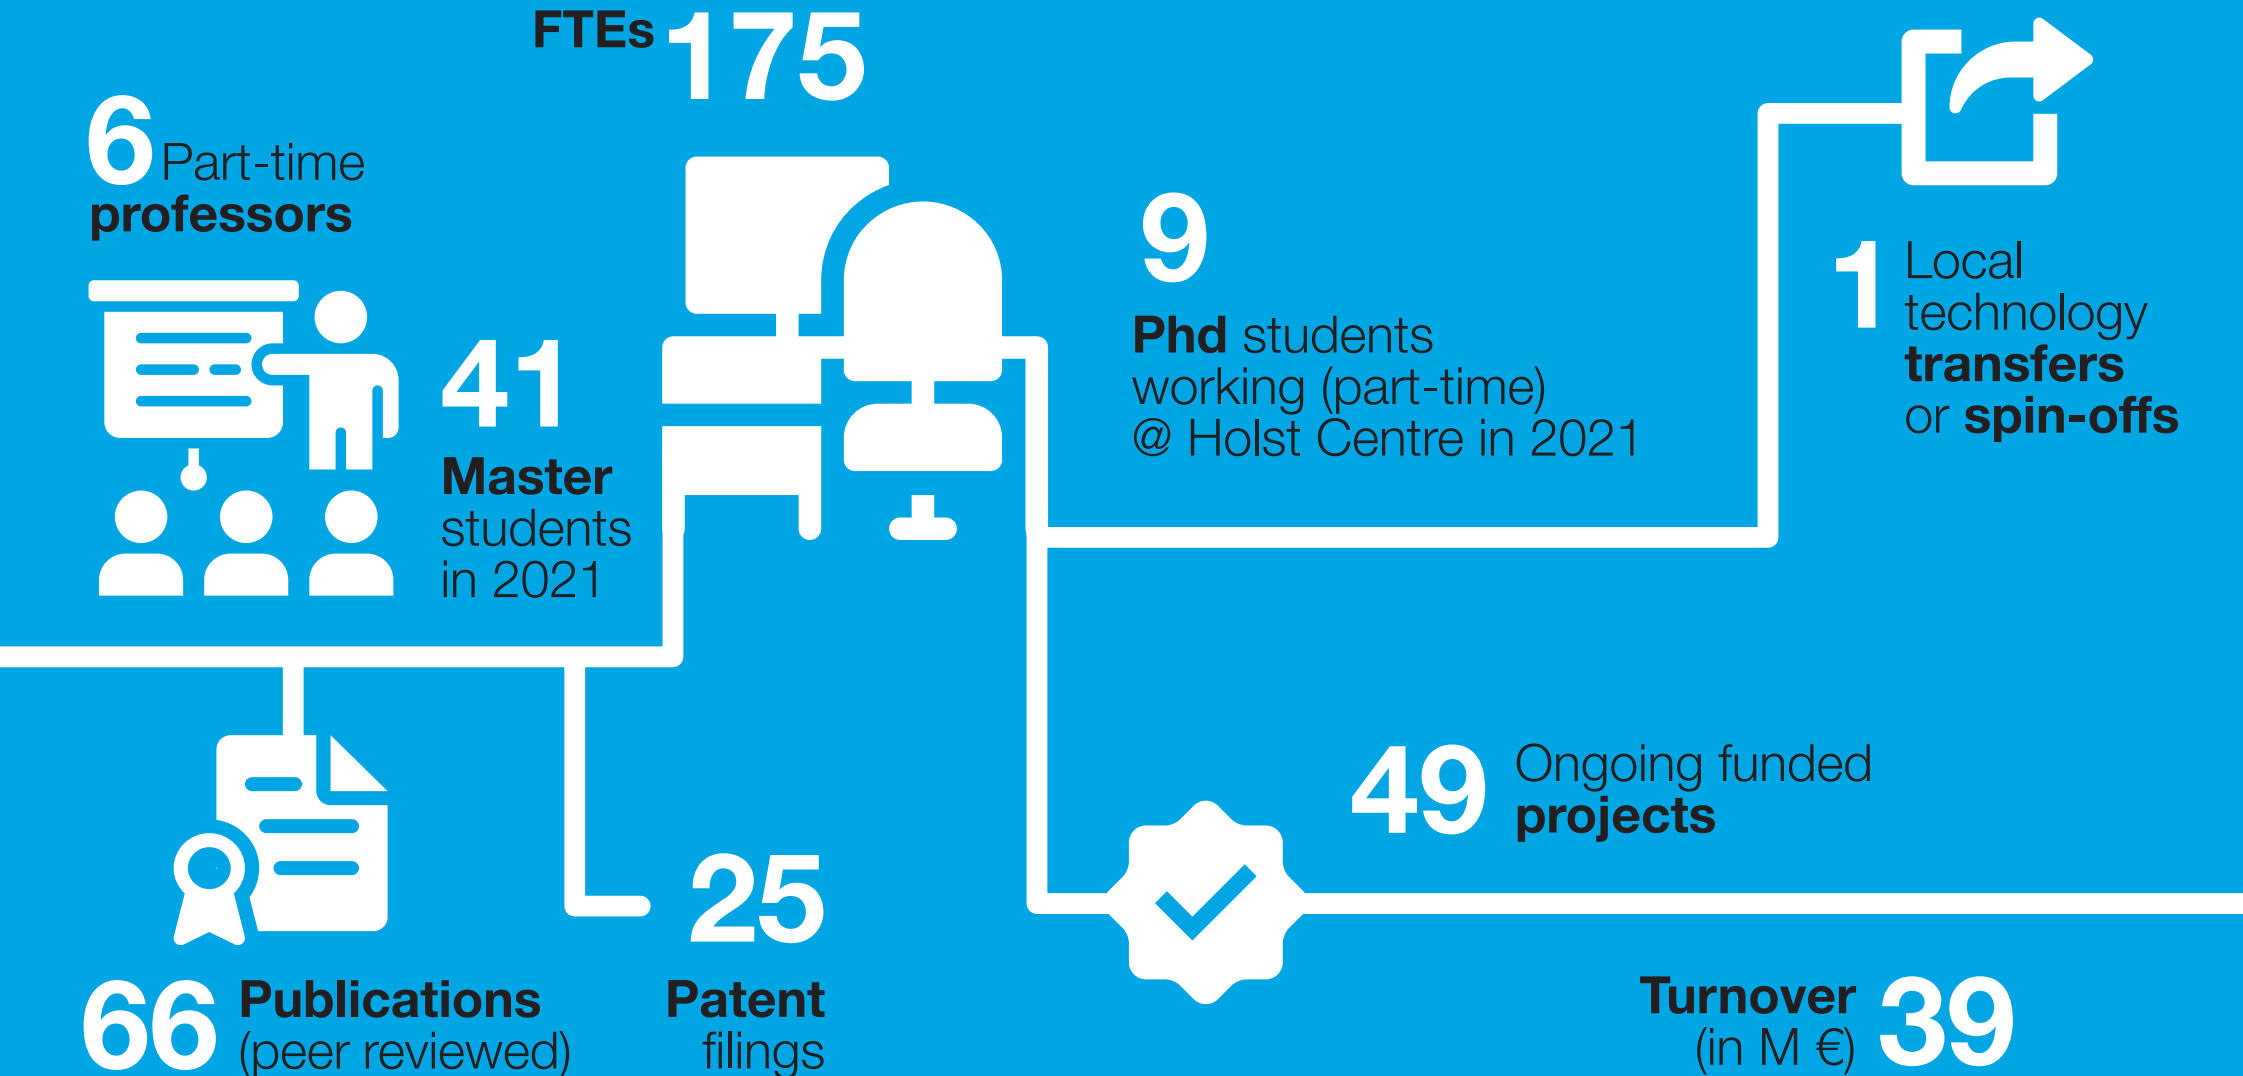 FTEs 175
6 Part-time
professors
41
Master
students
in 2021
9
Phd students
working (part-time)
@ Holst Centre in 2021
1 Local
technology
transfers
or spin-offs
66 Publications
(peer reviewed)
25
Patent
filings
49 Ongoing funded
projects
Turnover
(in M €) 39